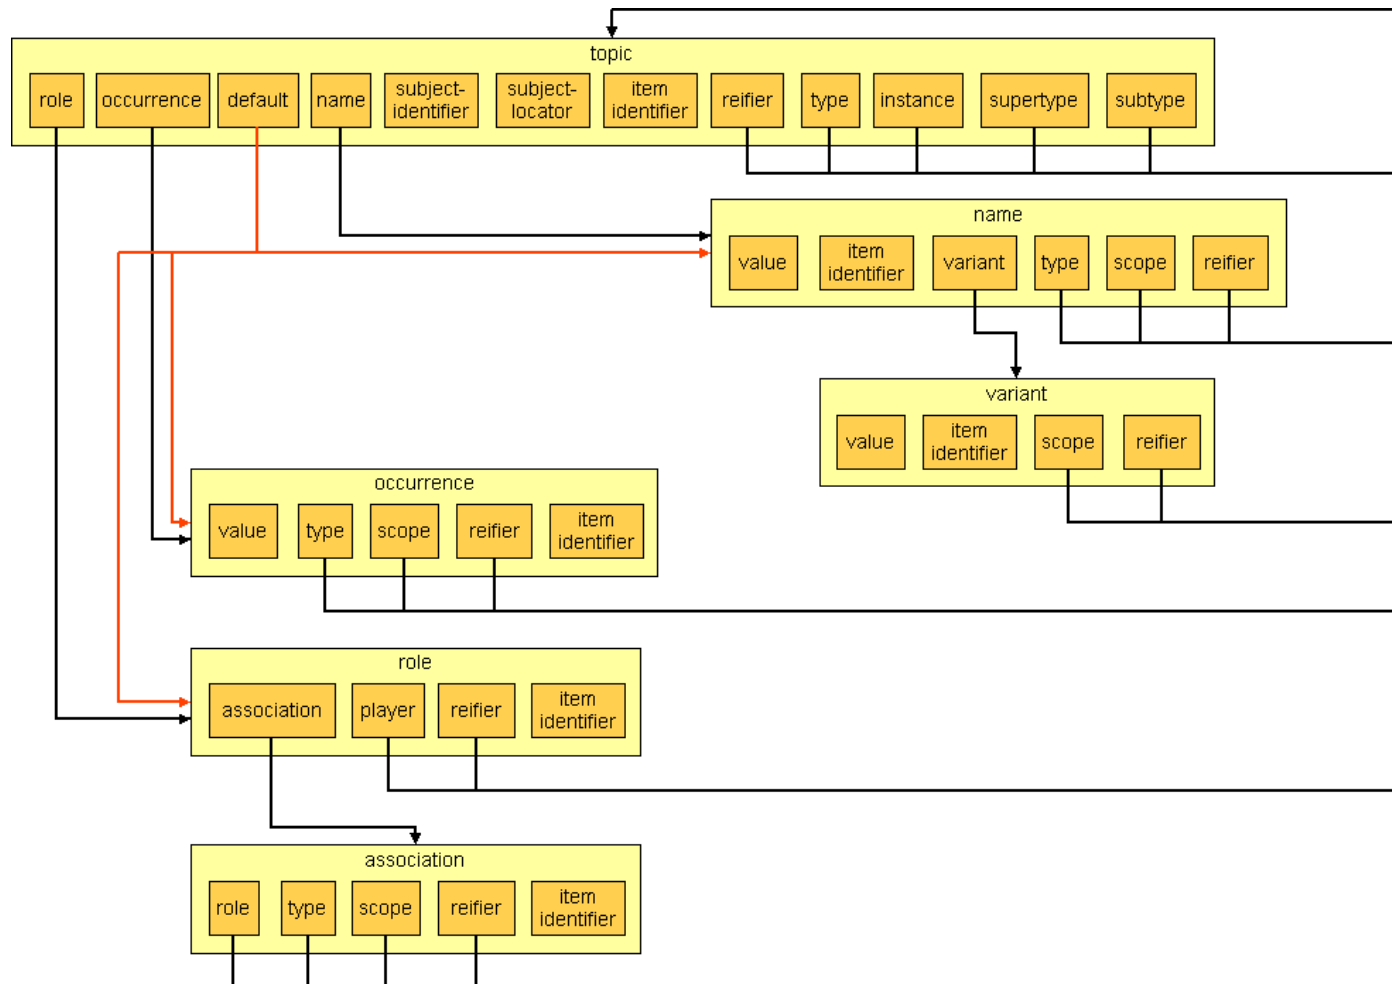 topic
role occurrence default name subject-
identifier subject-
locator item
identifier reifier type instance supertype subtype
name
value item
identifier variant type scope reifier
variant
value item
identifier scope reifier
occurrence
value type scope reifier item
identifier
role
association player reifier item
identifier
association
role type scope reifier item
identifier